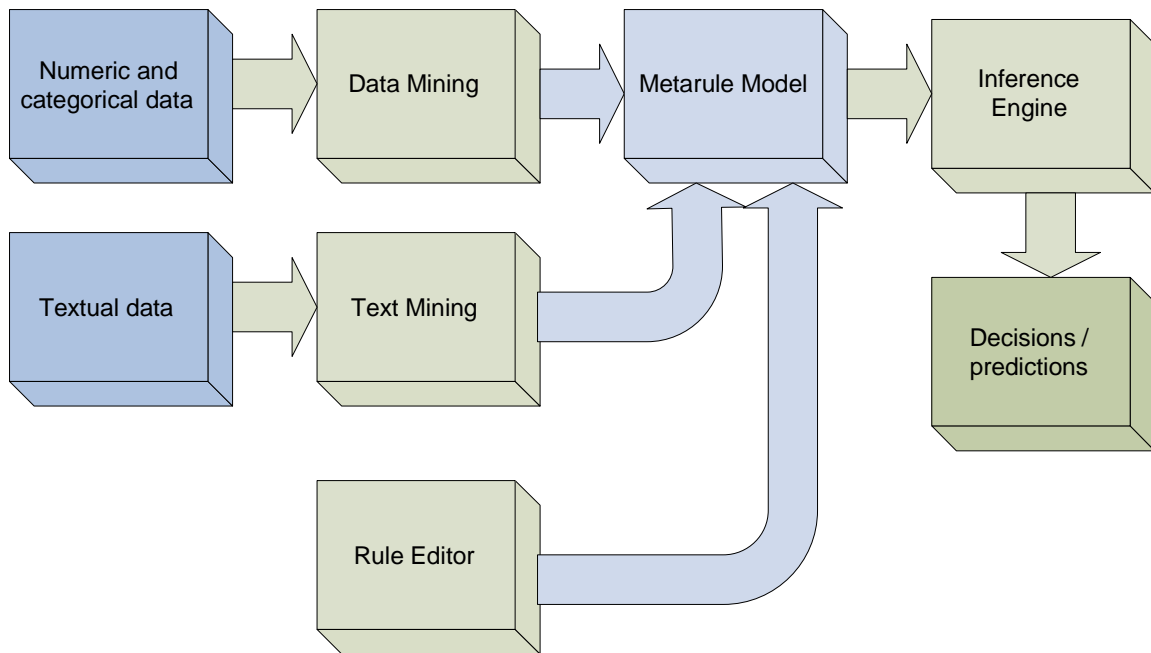 Numeric and
categorical data
Data Mining
Metarule Model
Inference
Engine
Textual data
Text Mining
Decisions /
predictions
Rule Editor